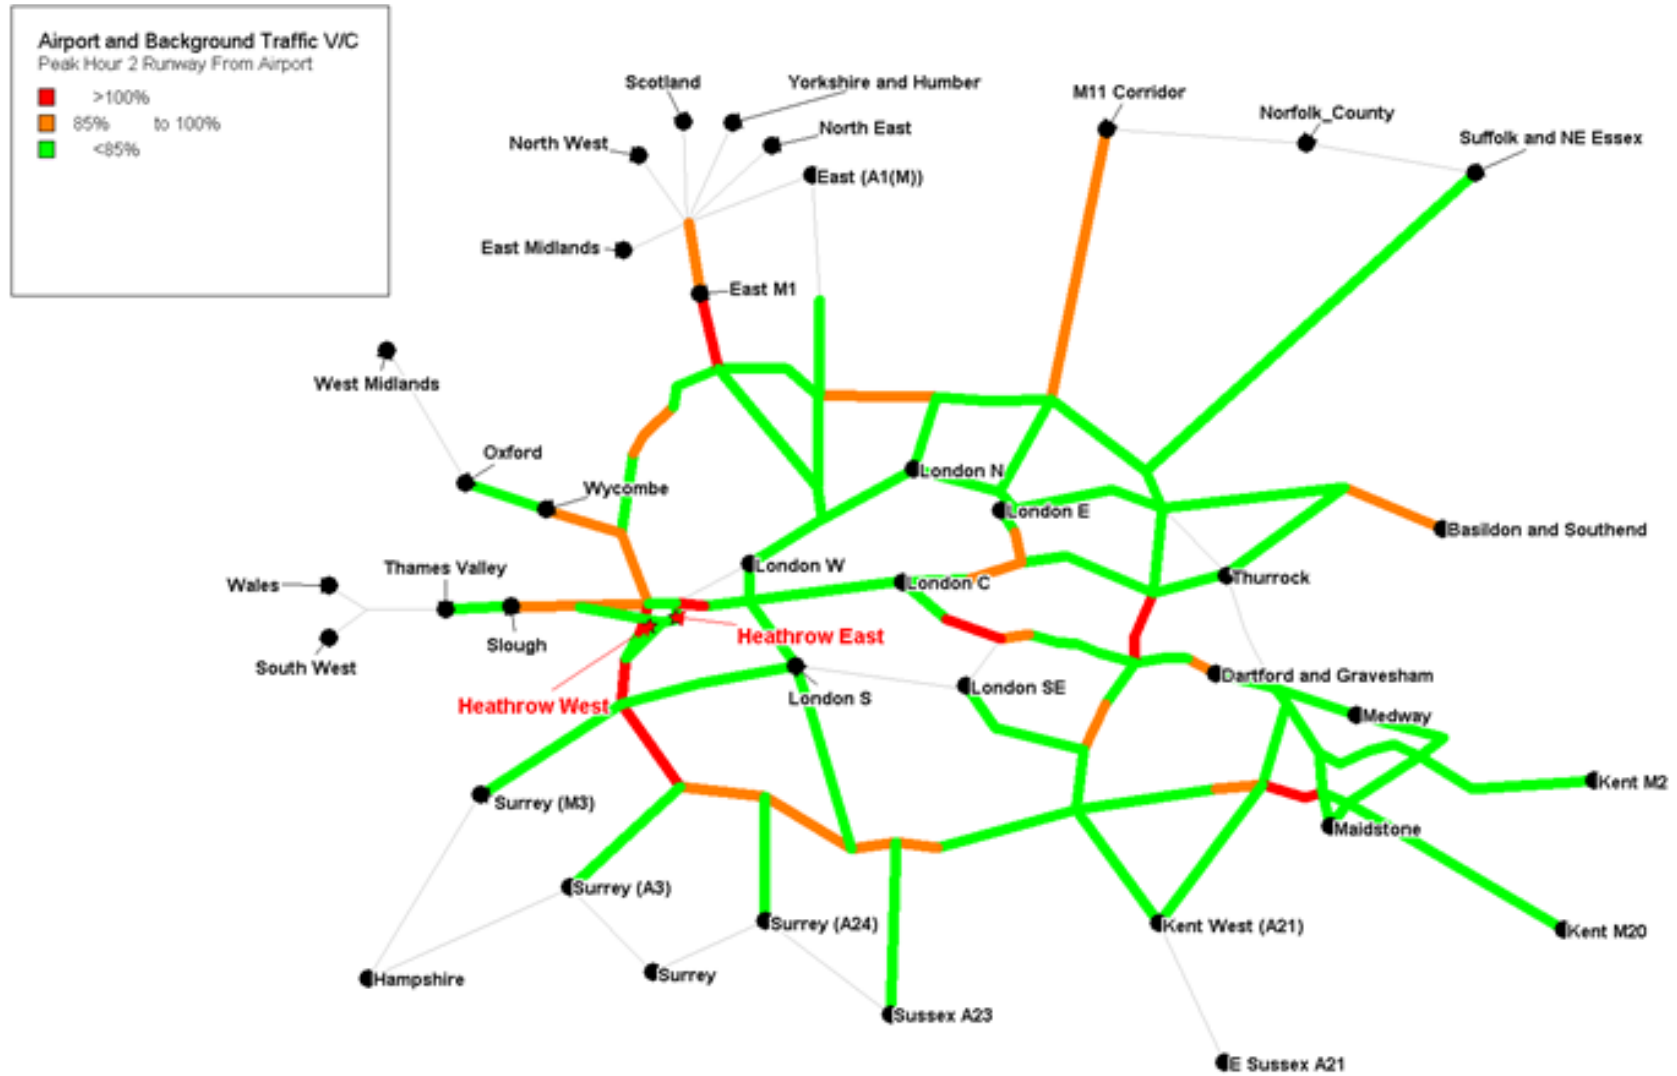 Airport and Background Traffic V/C
Peak Hour 2 Runway From Airport
>100%
85% to 100%
<85%
Scotland
Yorkshire and Humber
M11 Corridor
North East
Norfolk_County
North West
Suffolk and NE Essex
East (A1(M))
East Midlands
East M1
West Midlands
Oxford
London N
Wycombe
London E
Basildon and Southend
London W
Thames Valley
Wales
London C
Thurrock
Heathrow East
Slough
South West
Dartford and Gravesham
London SE
London S
Heathrow West
Medway
Kent M2
Surrey (M3)
Maidstone
Surrey (A3)
Surrey (A24)
Kent West (A21)
Kent M20
Hampshire
Surrey
Sussex A23
E Sussex A21